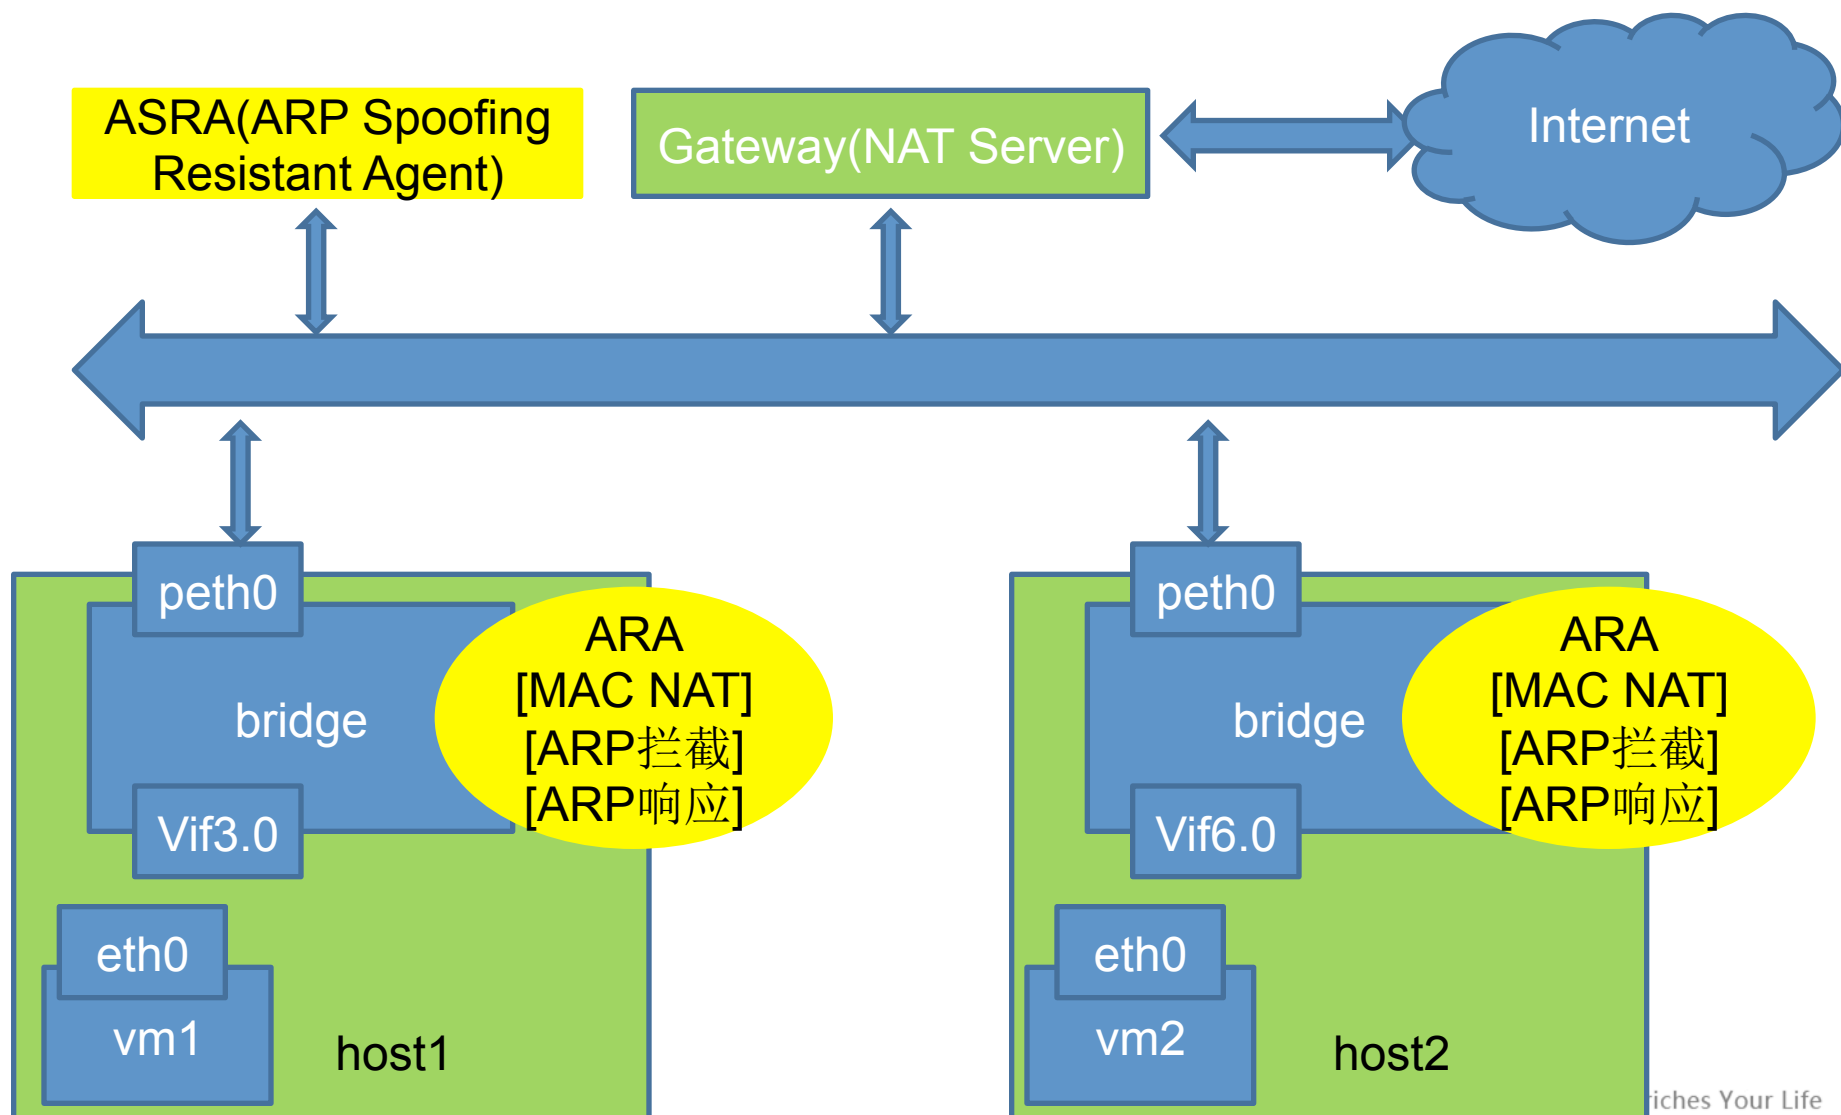 ASRA(ARP Spoofing
Resistant Agent)
Gateway(NAT Server)
Internet
peth0
bridge
Vif3.0
ARA
[MAC NAT]
[ARP拦截]
[ARP响应]
eth0
vm1
host1
peth0
bridge
Vif6.0
ARA
[MAC NAT]
[ARP拦截]
[ARP响应]
eth0
vm2
host2
Your Life